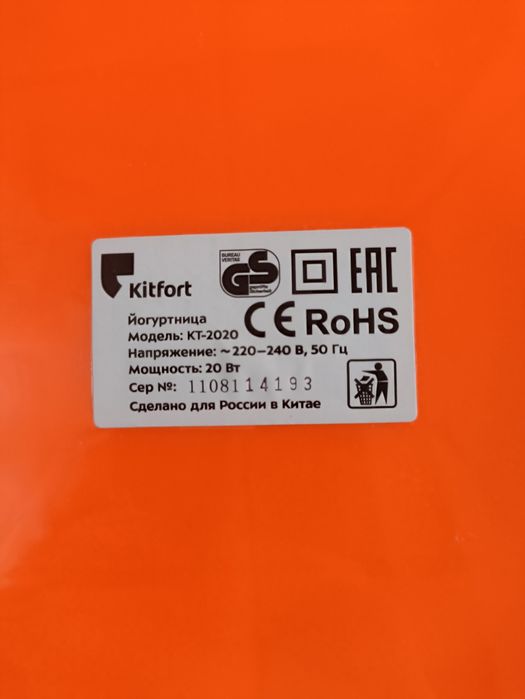 Kitfort
BUREAU
VERITAS
GS
CE RoHS
EAC
Йогуртница
Модель: КТ-2020
Напряжение: ~220–240 В, 50 Гц
Мощность: 20 Вт
Сер №: 1108114193
Сделано для России в Китае